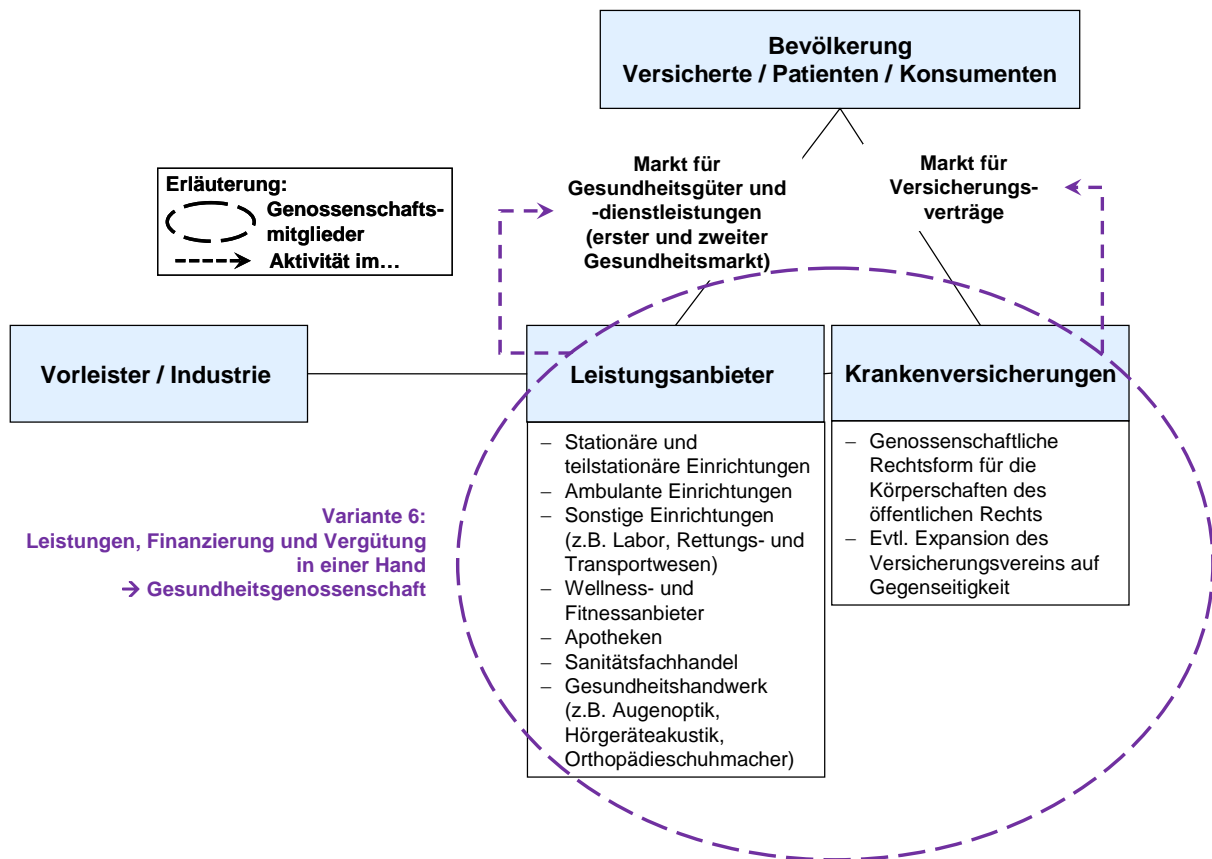 Bevölkerung
Versicherte / Patienten / Konsumenten
Markt für
Gesundheitsgüter und
-dienstleistungen
(erster und zweiter
Gesundheitsmarkt)
Markt für
Versicherungs-
verträge
Erläuterung:
Genossenschafts-
mitglieder
Aktivität im…
Vorleister / Industrie
Leistungsanbieter
Krankenversicherungen
– Stationäre und
teilstationäre Einrichtungen
– Ambulante Einrichtungen
– Sonstige Einrichtungen
(z.B. Labor, Rettungs- und
Transportwesen)
– Wellness- und
Fitnessanbieter
– Apotheken
– Sanitätsfachhandel
– Gesundheitshandwerk
(z.B. Augenoptik,
Hörgeräteakustik,
Orthopädieschuhmacher)
– Genossenschaftliche
Rechtsform für die
Körperschaften des
öffentlichen Rechts
– Evtl. Expansion des
Versicherungsvereins auf
Gegenseitigkeit
Variante 6:
Leistungen, Finanzierung und Vergütung
in einer Hand
→ Gesundheitsgenossenschaft